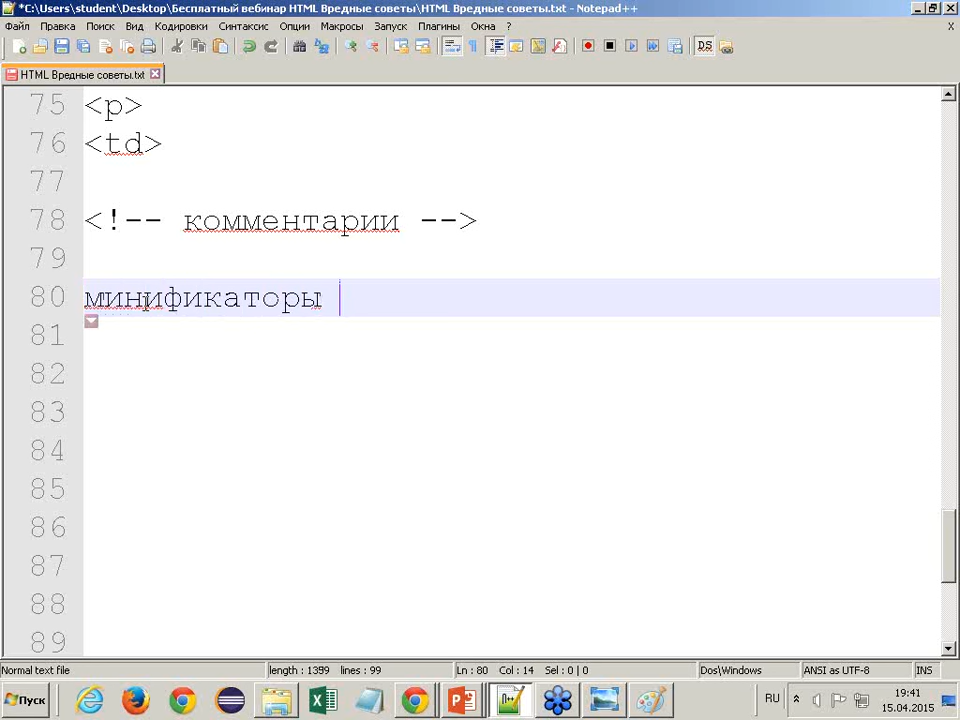 *C:\Users\student\Desktop\Бесплатный вебинар HTML Вредные советы\HTML Вредные советы.txt - Notepad++
Файл Правка Поиск Вид Кодировки Синтаксис Опции Макросы Запуск Плагины Окна ? X
HTML Вредные советы.txt
75 <p>
76 <td>
77
78 <!-- комментарии -->
79
80 минификаторы
81
82
83
84
85
86
87
88
89
Normal text file length : 1359 lines : 99 Ln : 80 Col : 14 Sel : 0 | 0 Dos\Windows ANSI as UTF-8 INS
Пуск RU 19:41
15.04.2015